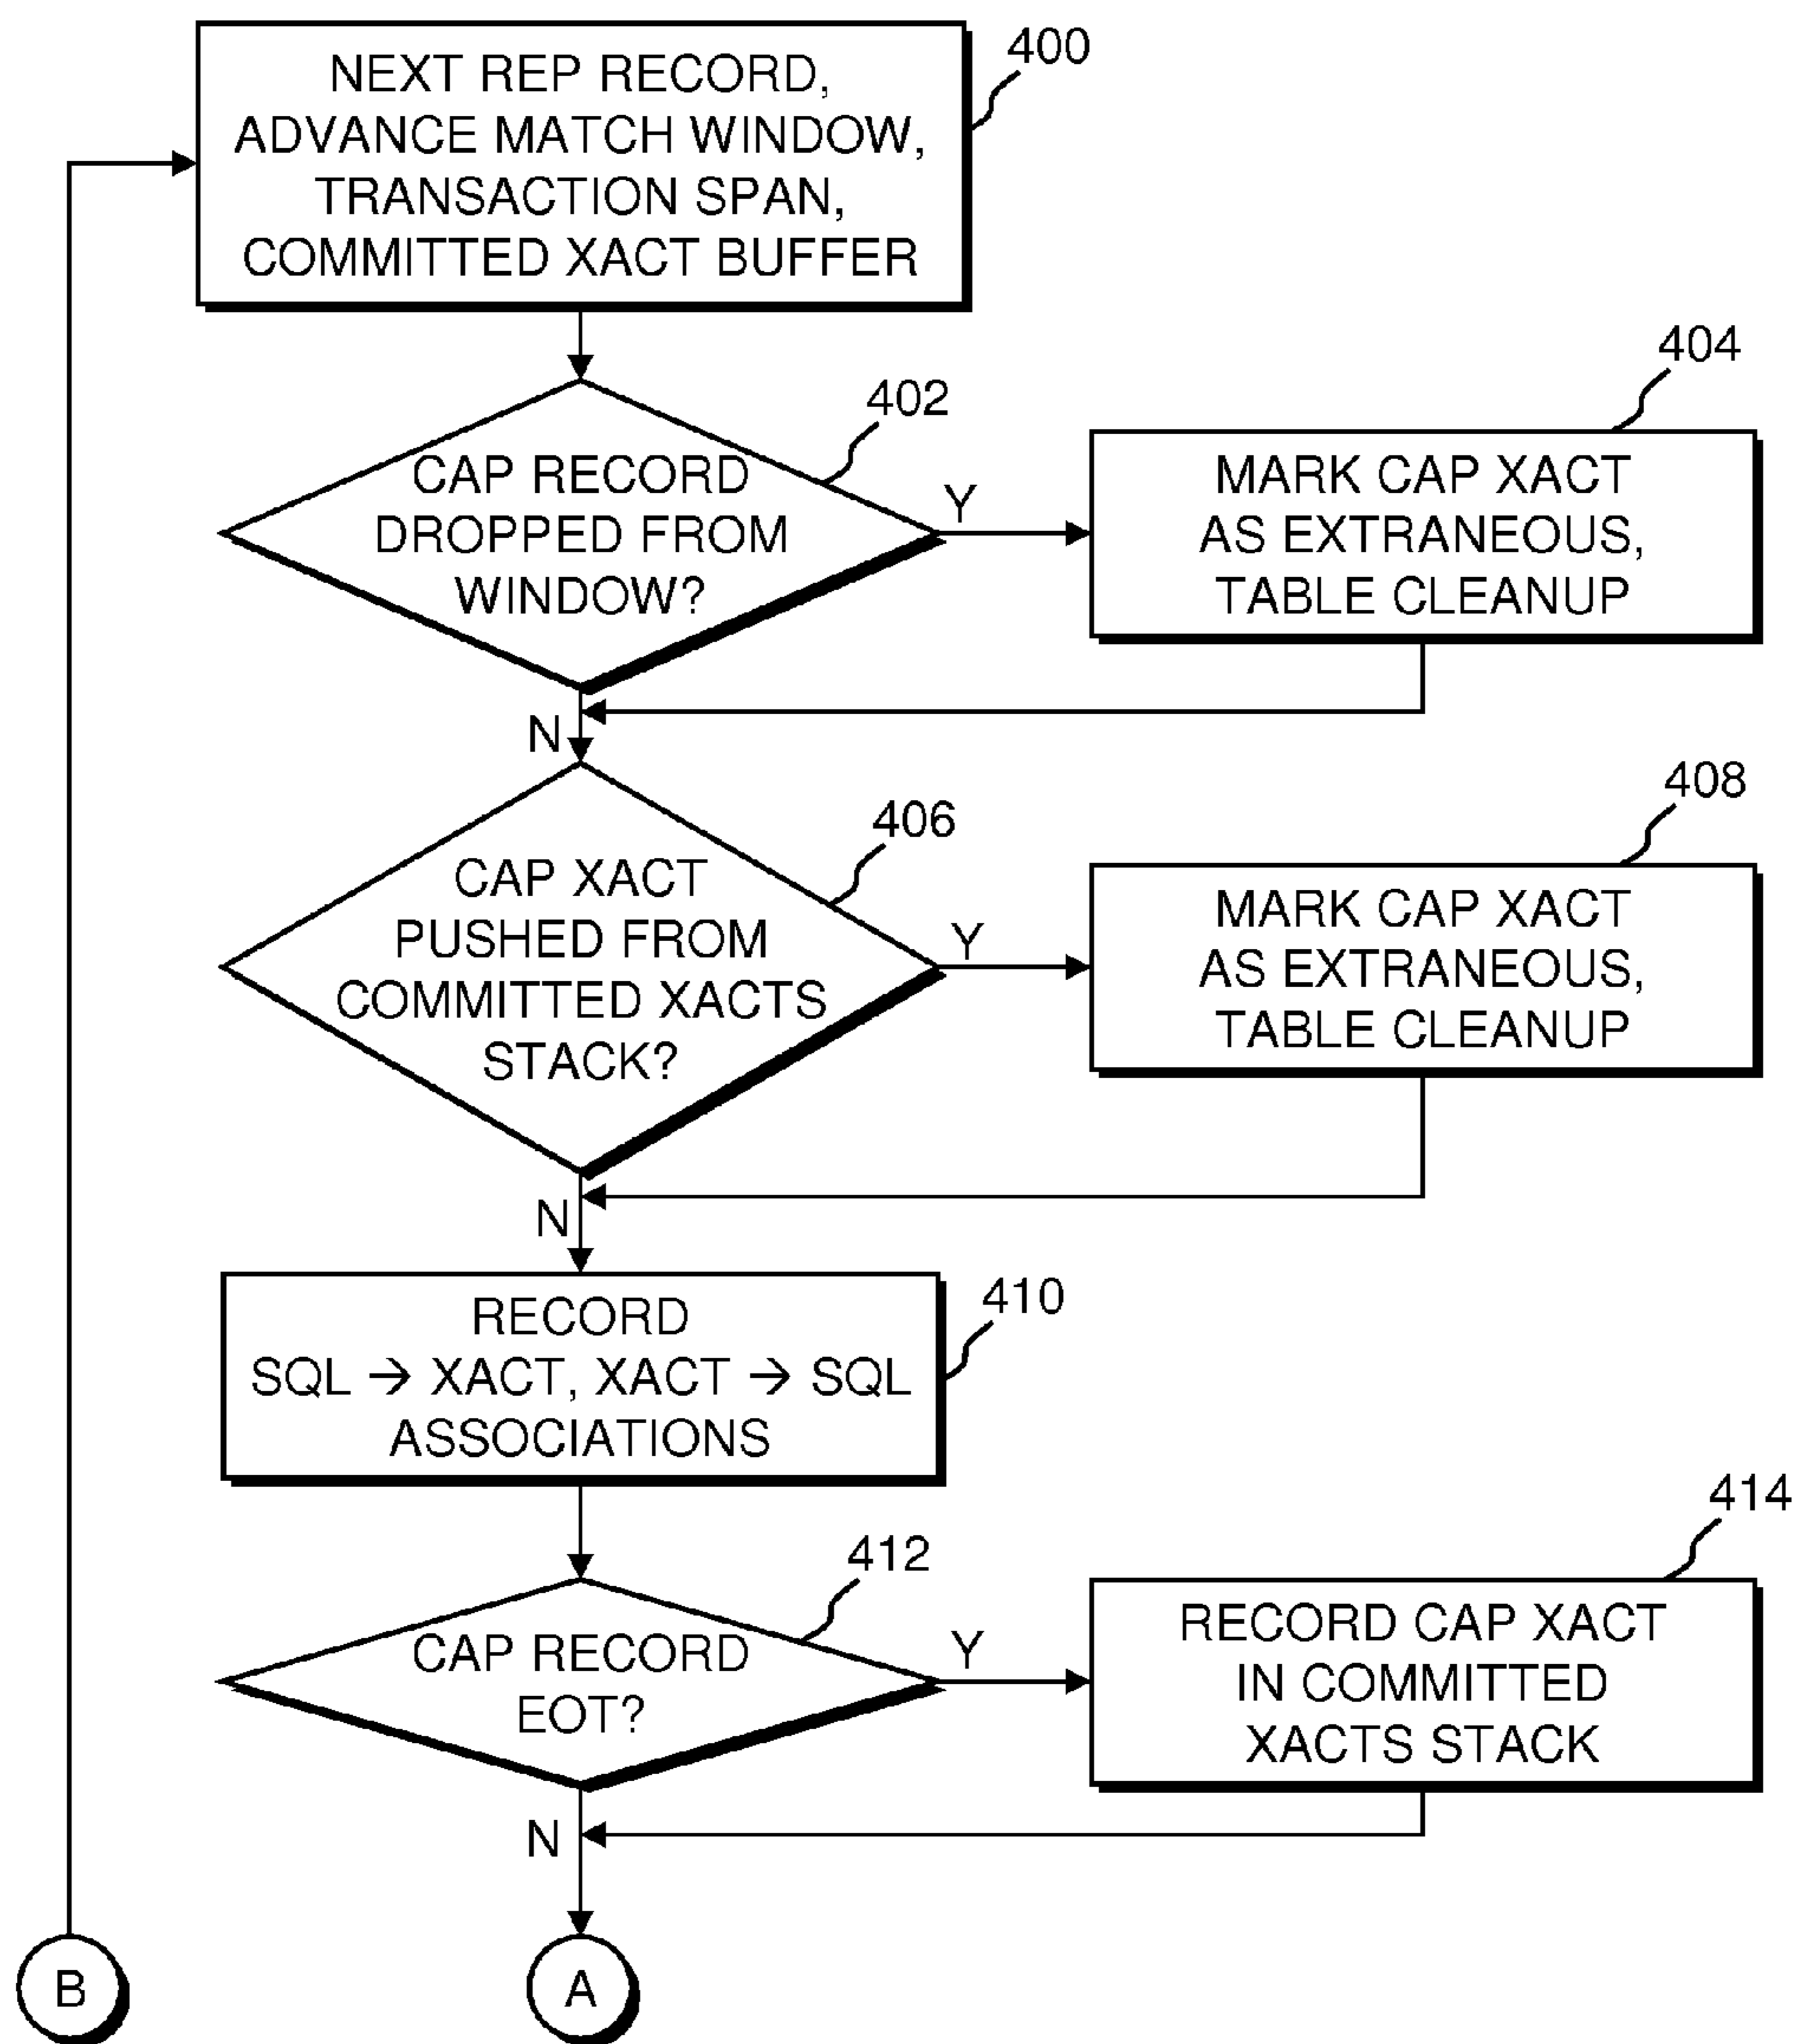 400
NEXT REP RECORD,
ADVANCE MATCH WINDOW,
TRANSACTION SPAN,
COMMITTED XACT BUFFER
402
CAP RECORD
DROPPED FROM
WINDOW?
Y
N
404
MARK CAP XACT
AS EXTRANEOUS,
TABLE CLEANUP
406
CAP XACT
PUSHED FROM
COMMITTED XACTS
STACK?
Y
N
408
MARK CAP XACT
AS EXTRANEOUS,
TABLE CLEANUP
410
RECORD
SQL → XACT, XACT → SQL
ASSOCIATIONS
412
CAP RECORD
EOT?
Y
N
414
RECORD CAP XACT
IN COMMITTED
XACTS STACK
B
A